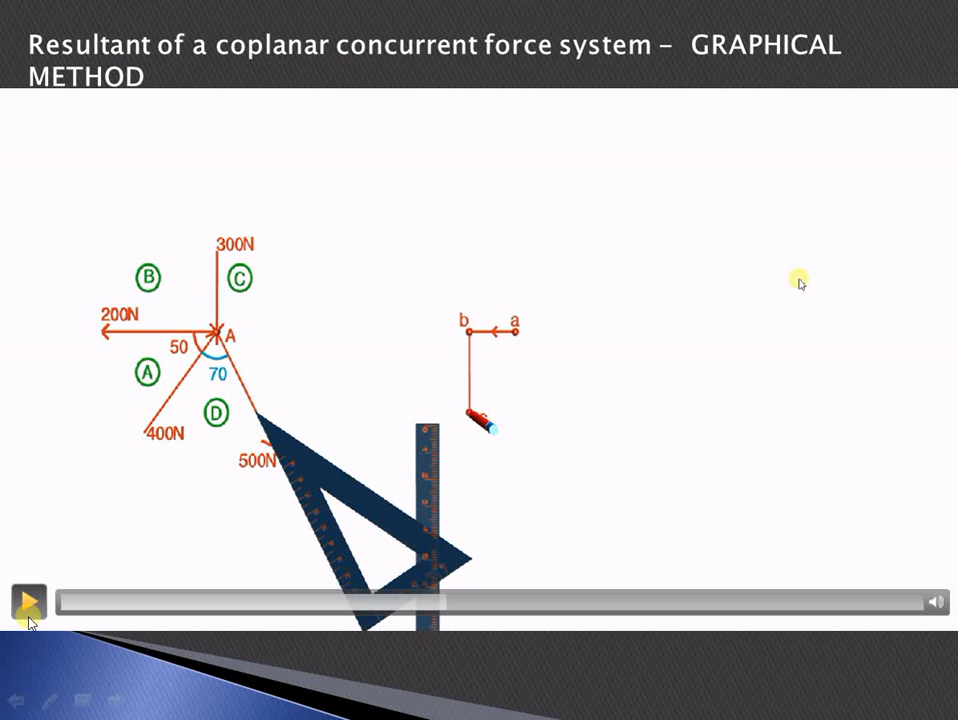 Resultant of a coplanar concurrent force system – GRAPHICAL
METHOD
300N
B
C
200N
A
b
a
50
A
70
D
400N
500N